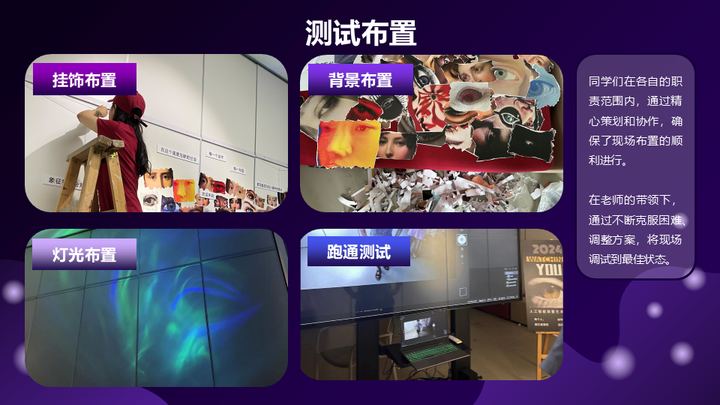 测试布置
挂饰布置
背景布置
灯光布置
跑通测试
同学们在各自的职
责范围内，通过精
心策划和协作，确
保了现场布置的顺
利进行。
在老师的带领下，
通过不断克服困难，
调整方案，将现场
调试到最佳状态。
2024
WATCHING
YOU